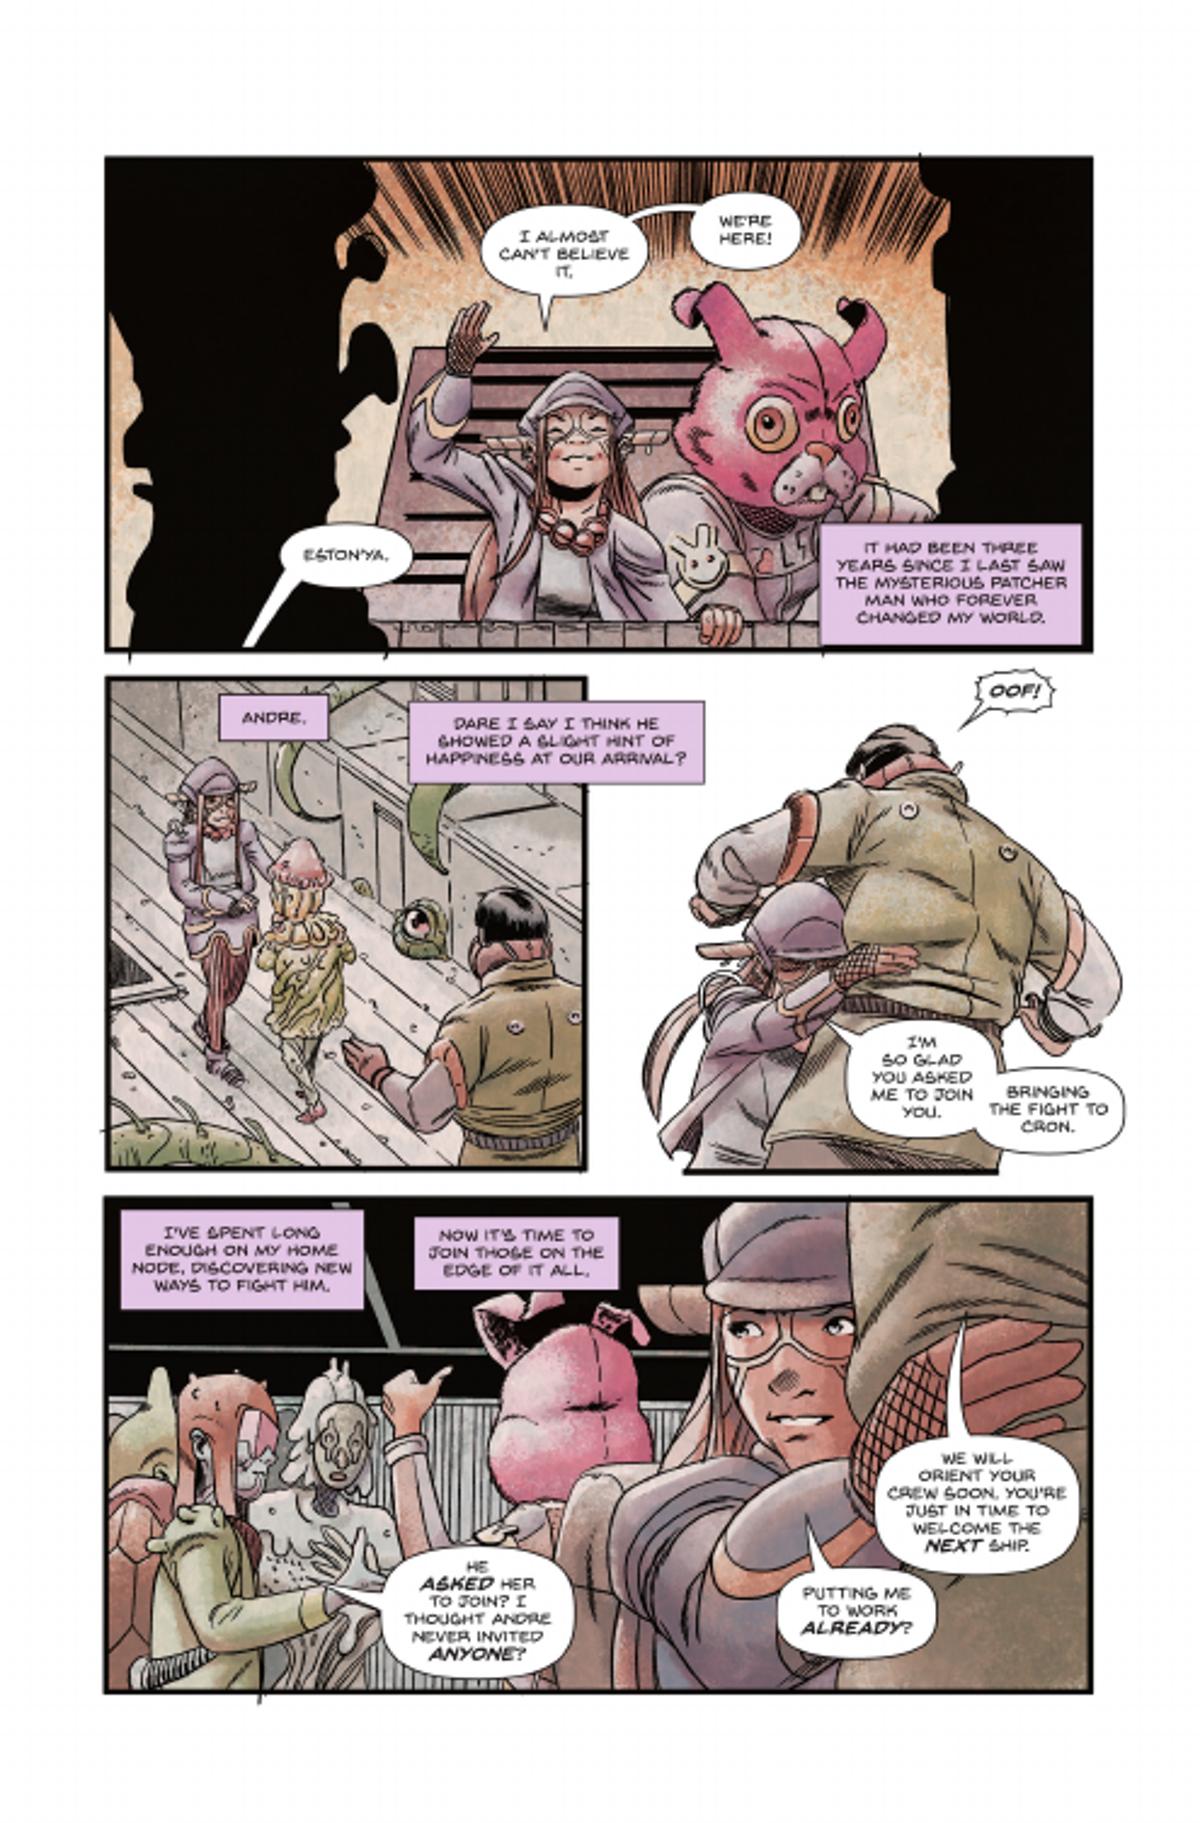 I ALMOST
CAN'T BELIEVE
IT.
WE'RE
HERE!
ESTON'YA.
IT HAD BEEN THREE
YEARS SINCE I LAST SAW
THE MYSTERIOUS PATCHER
MAN WHO FOREVER
CHANGED MY WORLD.
ANDRE.
DARE I SAY I THINK HE
SHOWED A SLIGHT HINT OF
HAPPINESS AT OUR ARRIVAL?
OOF!
I'M
SO GLAD
YOU ASKED
ME TO JOIN
YOU.
BRINGING
THE FIGHT TO
CRON.
I'VE SPENT LONG
ENOUGH ON MY HOME
NODE, DISCOVERING NEW
WAYS TO FIGHT HIM.
NOW IT'S TIME TO
JOIN THOSE ON THE
EDGE OF IT ALL.
HE
ASKED HER
TO JOIN? I
THOUGHT ANDRE
NEVER INVITED
ANYONE?
WE WILL
ORIENT YOUR
CREW SOON. YOU'RE
JUST IN TIME TO
WELCOME THE
NEXT SHIP.
PUTTING ME
TO WORK
ALREADY?